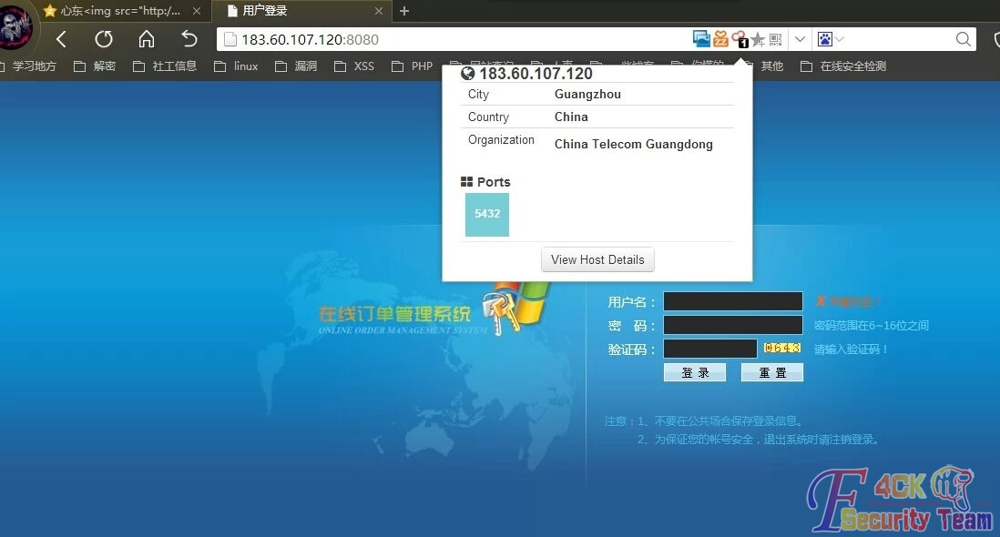 心东<img src="http:/...
用户登录
183.60.107.120:8080
1
学习地方
解密
社工信息
linux
漏洞
XSS
PHP
其他
在线安全检测
183.60.107.120
City Guangzhou
Country China
Organization China Telecom Guangdong
Ports
5432
View Host Details
在线订单管理系统
ONLINE ORDER MANAGEMENT SYSTEM
用户名：
密 码： 密码范围在6~16位之间
验证码： 0643 请输入验证码！
登 录 重 置
注意：1、不要在公共场合保存登录信息。
2、为保证您的帐号安全，退出系统时请注销登录。
F4CK
Security Team